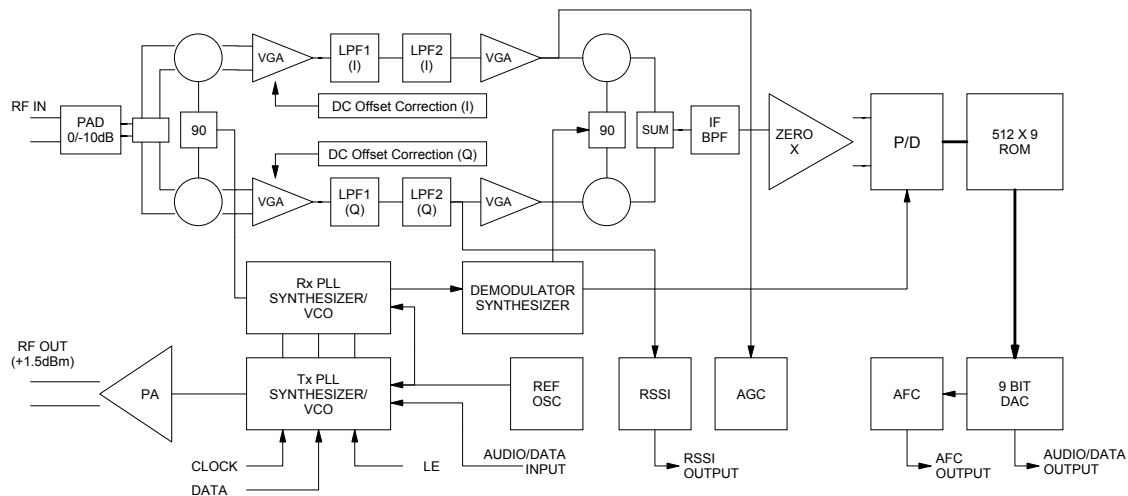 VGA
LPF1
(I)
LPF2
(I)
VGA
DC Offset Correction (I)
RF IN
PAD
0/-10dB
90
90
SUM
IF
BPF
ZERO
X
P/D
512 X 9
ROM
DC Offset Correction (Q)
VGA
LPF1
(Q)
LPF2
(Q)
VGA
Rx PLL
SYNTHESIZER/
VCO
DEMODULATOR
SYNTHESIZER
RF OUT
(+1.5dBm)
PA
Tx PLL
SYNTHESIZER/
VCO
REF
OSC
RSSI
AGC
AFC
9 BIT
DAC
CLOCK
DATA
LE
AUDIO/DATA
INPUT
RSSI
OUTPUT
AFC
OUTPUT
AUDIO/DATA
OUTPUT